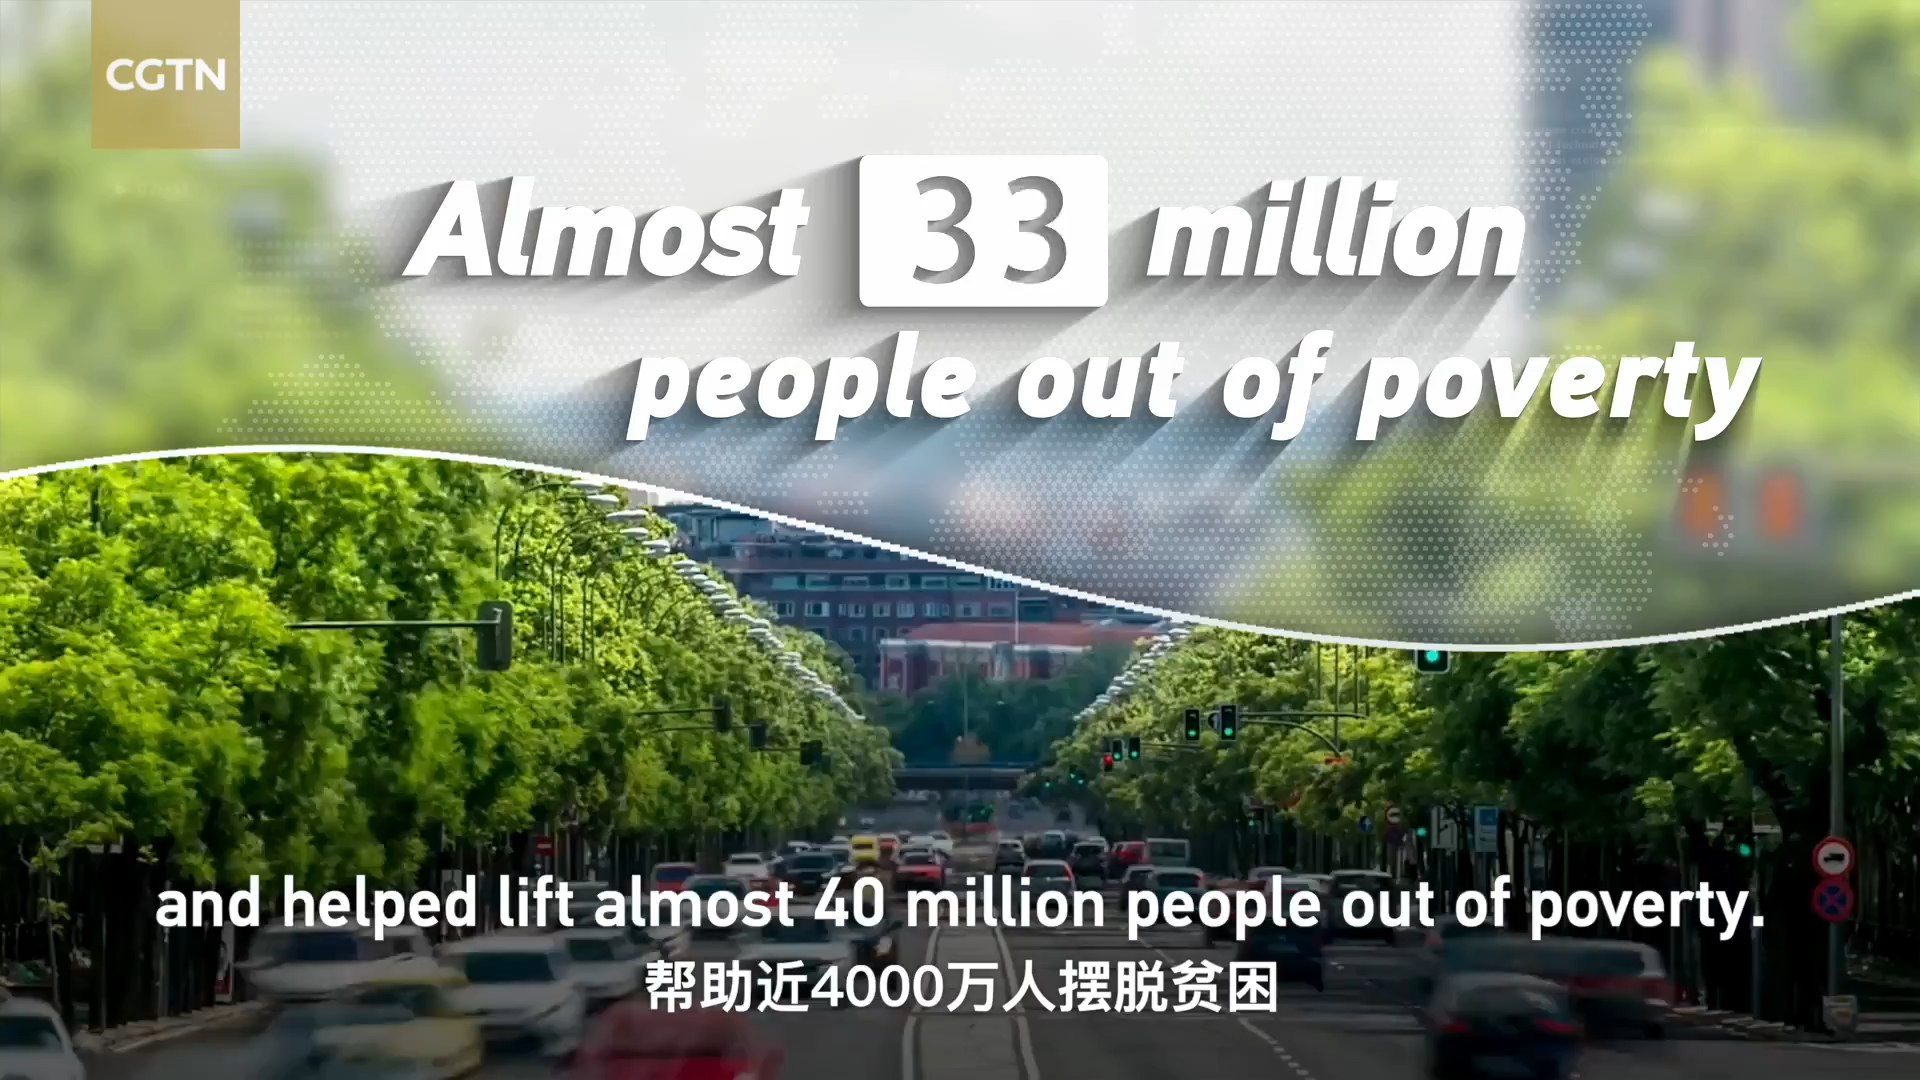 CGTN
Almost 33 million
people out of poverty
and helped lift almost 40 million people out of poverty.
帮助近4000万人摆脱贫困